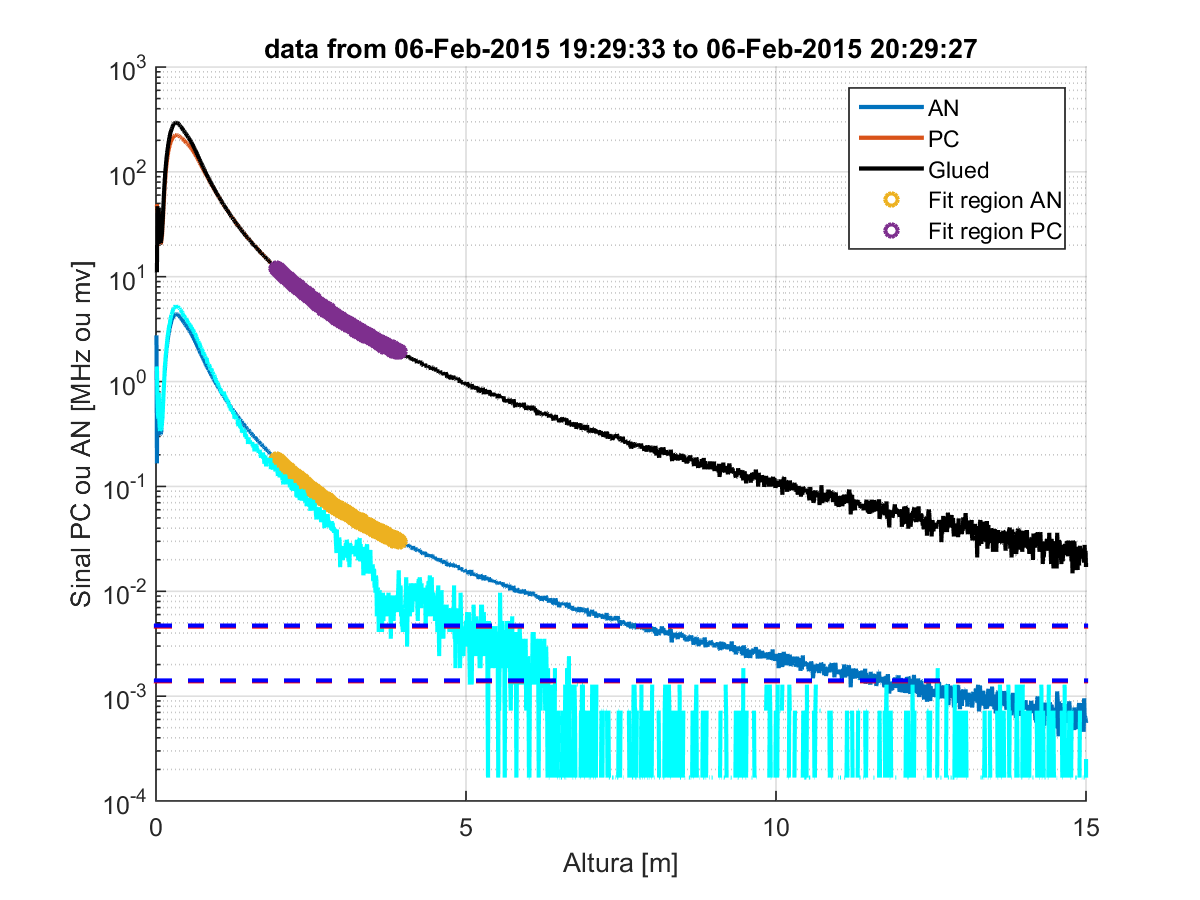 data from 06-Feb-2015 19:29:33 to 06-Feb-2015 20:29:27
10^3
10^2
10^1
10^0
10^-1
10^-2
10^-3
10^-4
Sinal PC ou AN [MHz ou mv]
AN
PC
Glued
Fit region AN
Fit region PC
0 5 10 15
Altura [m]